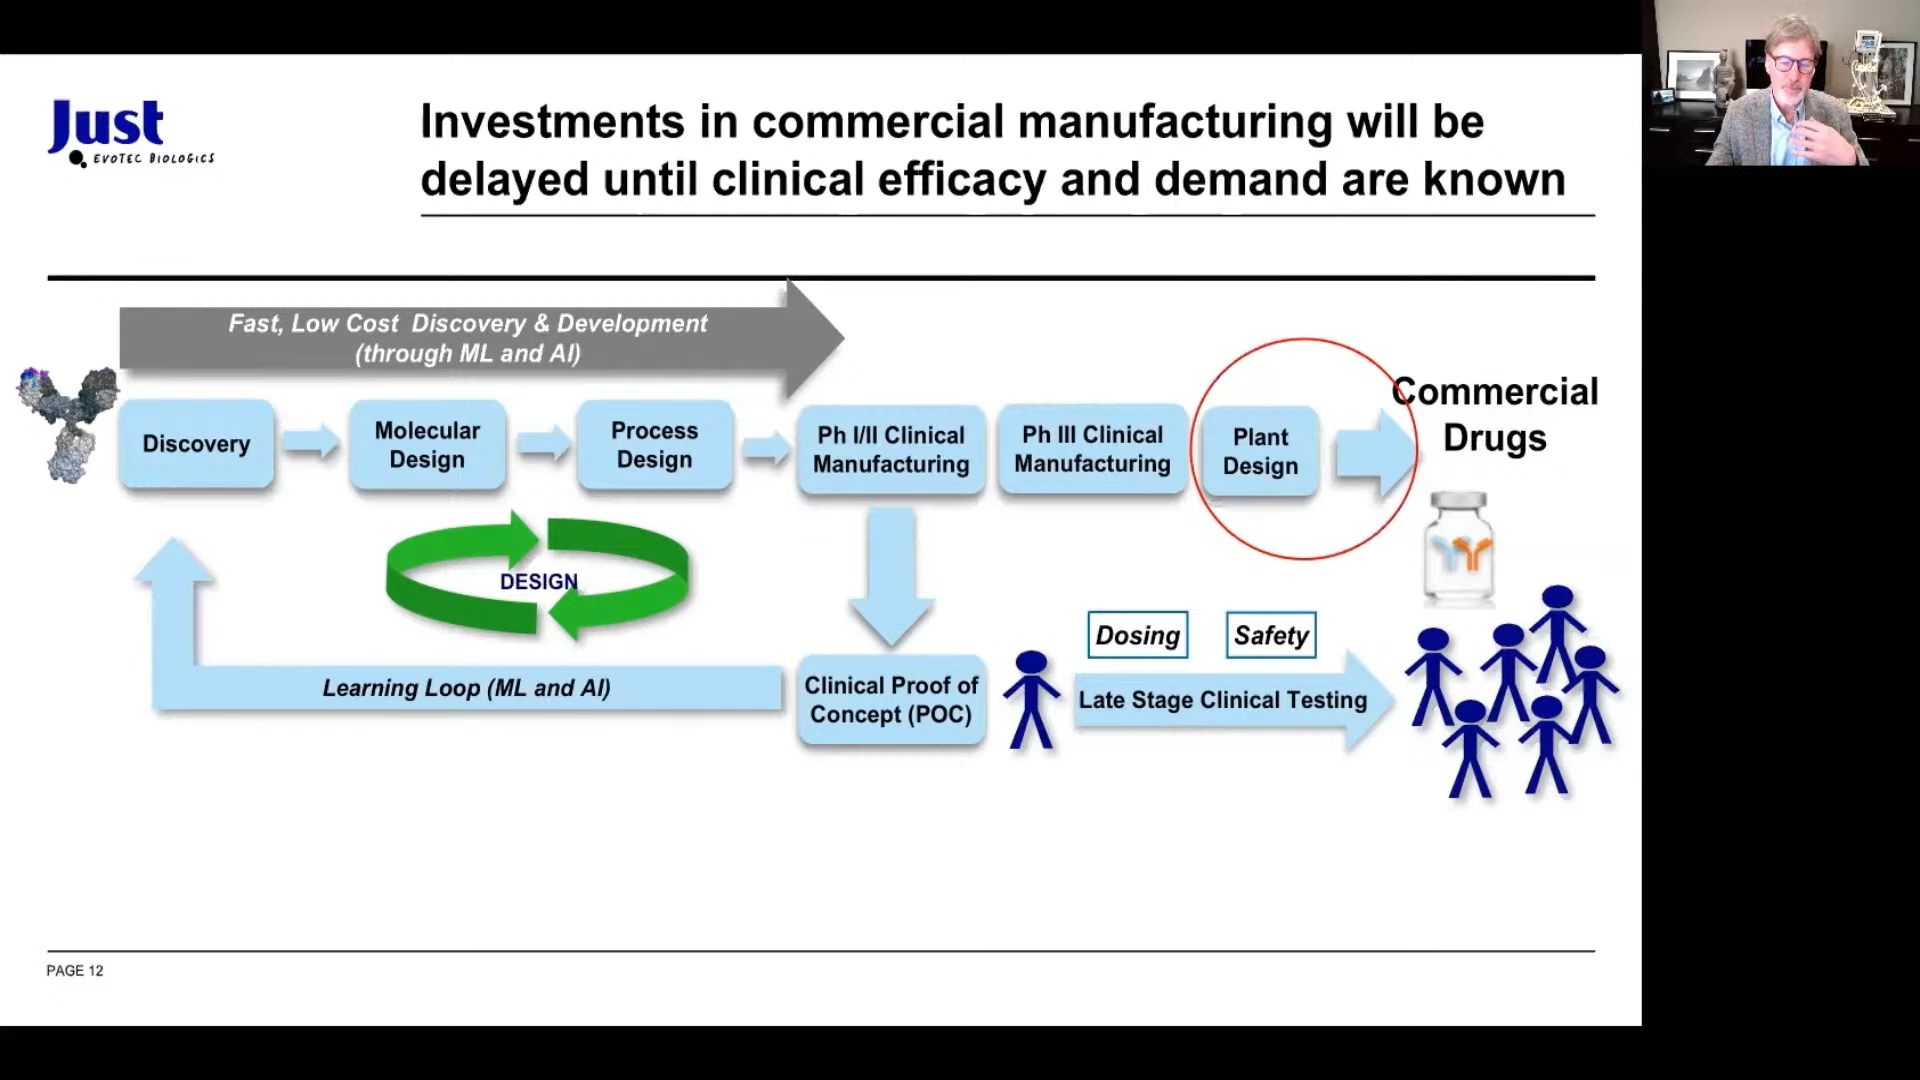 Just
EVOTEC BIOLOGICS
Investments in commercial manufacturing will be
delayed until clinical efficacy and demand are known
Fast, Low Cost Discovery & Development
(through ML and AI)
Discovery
Molecular
Design
Process
Design
Ph I/II Clinical
Manufacturing
Ph III Clinical
Manufacturing
Plant
Design
Commercial
Drugs
DESIGN
Learning Loop (ML and AI)
Clinical Proof of
Concept (POC)
Dosing
Safety
Late Stage Clinical Testing
PAGE 12